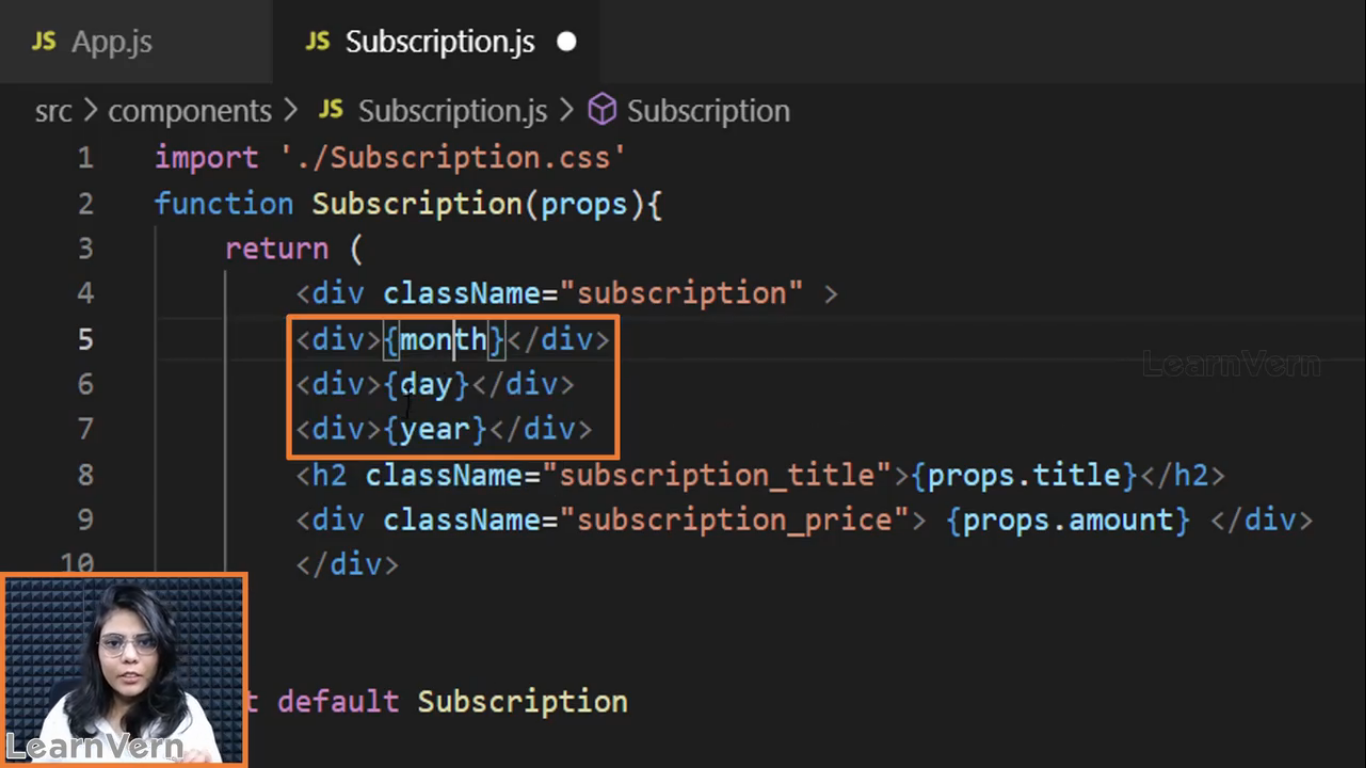 JS App.js
JS Subscription.js
src > components > JS Subscription.js > Subscription
1 import './Subscription.css'
2 function Subscription(props){
3 return (
4 <div className="subscription" >
5 <div>{month}</div>
6 <div>{day}</div>
7 <div>{year}</div>
8 <h2 className="subscription_title">{props.title}</h2>
9 <div className="subscription_price"> {props.amount} </div>
10 </div>
t default Subscription
LearnVern
LearnVern